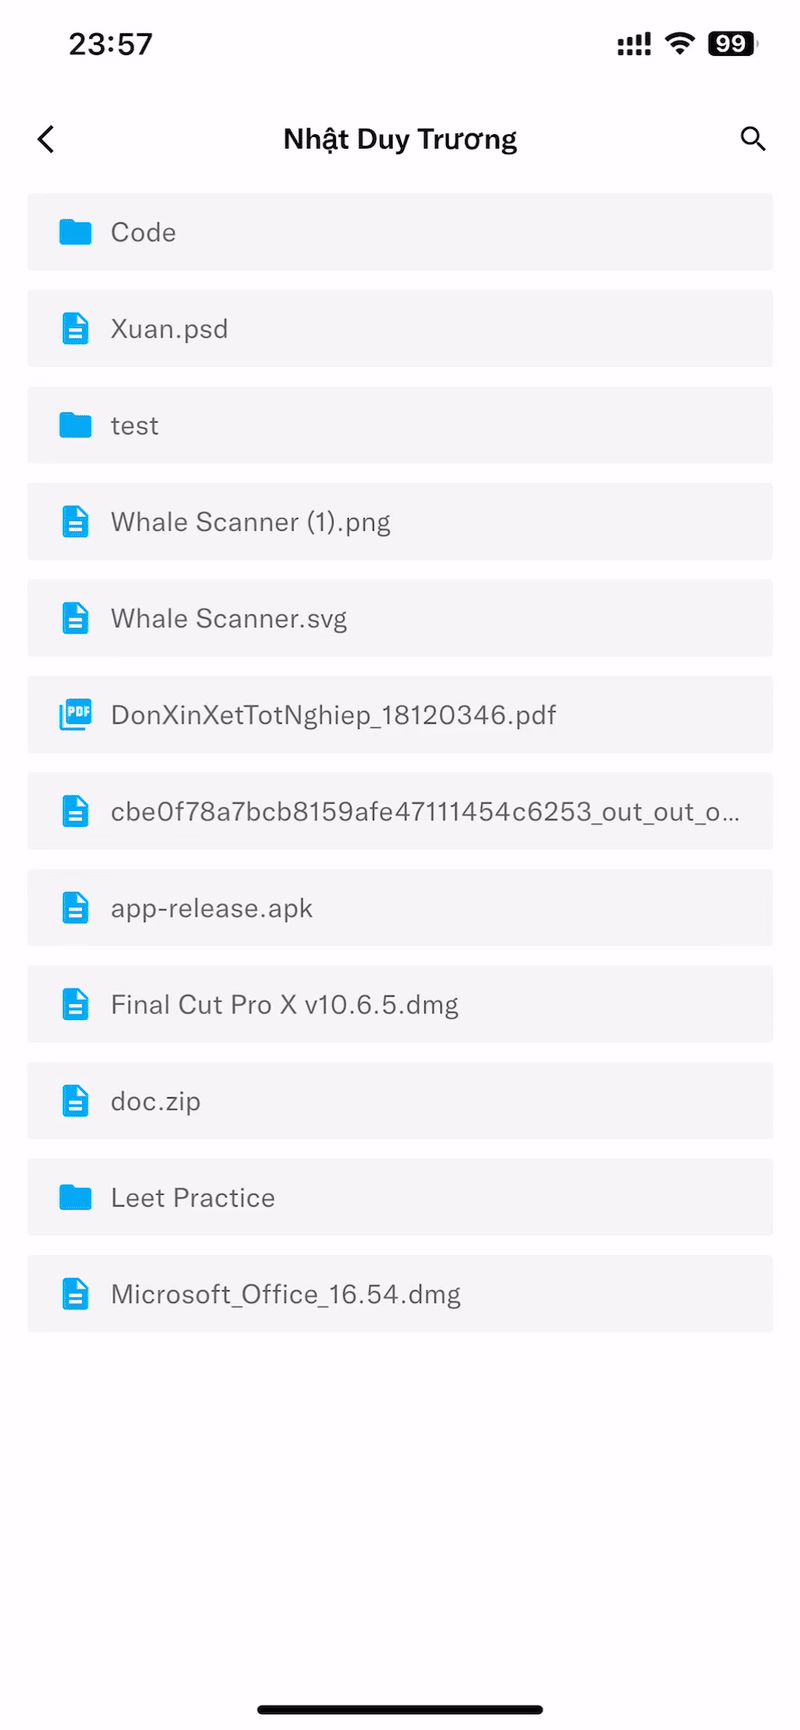 23:57
99
Nhật Duy Trương
Code
Xuan.psd
test
Whale Scanner (1).png
Whale Scanner.svg
PDF
DonXinXetTotNghiep_18120346.pdf
cbe0f78a7bcb8159afe47111454c6253_out_out_o...
app-release.apk
Final Cut Pro X v10.6.5.dmg
doc.zip
Leet Practice
Microsoft_Office_16.54.dmg